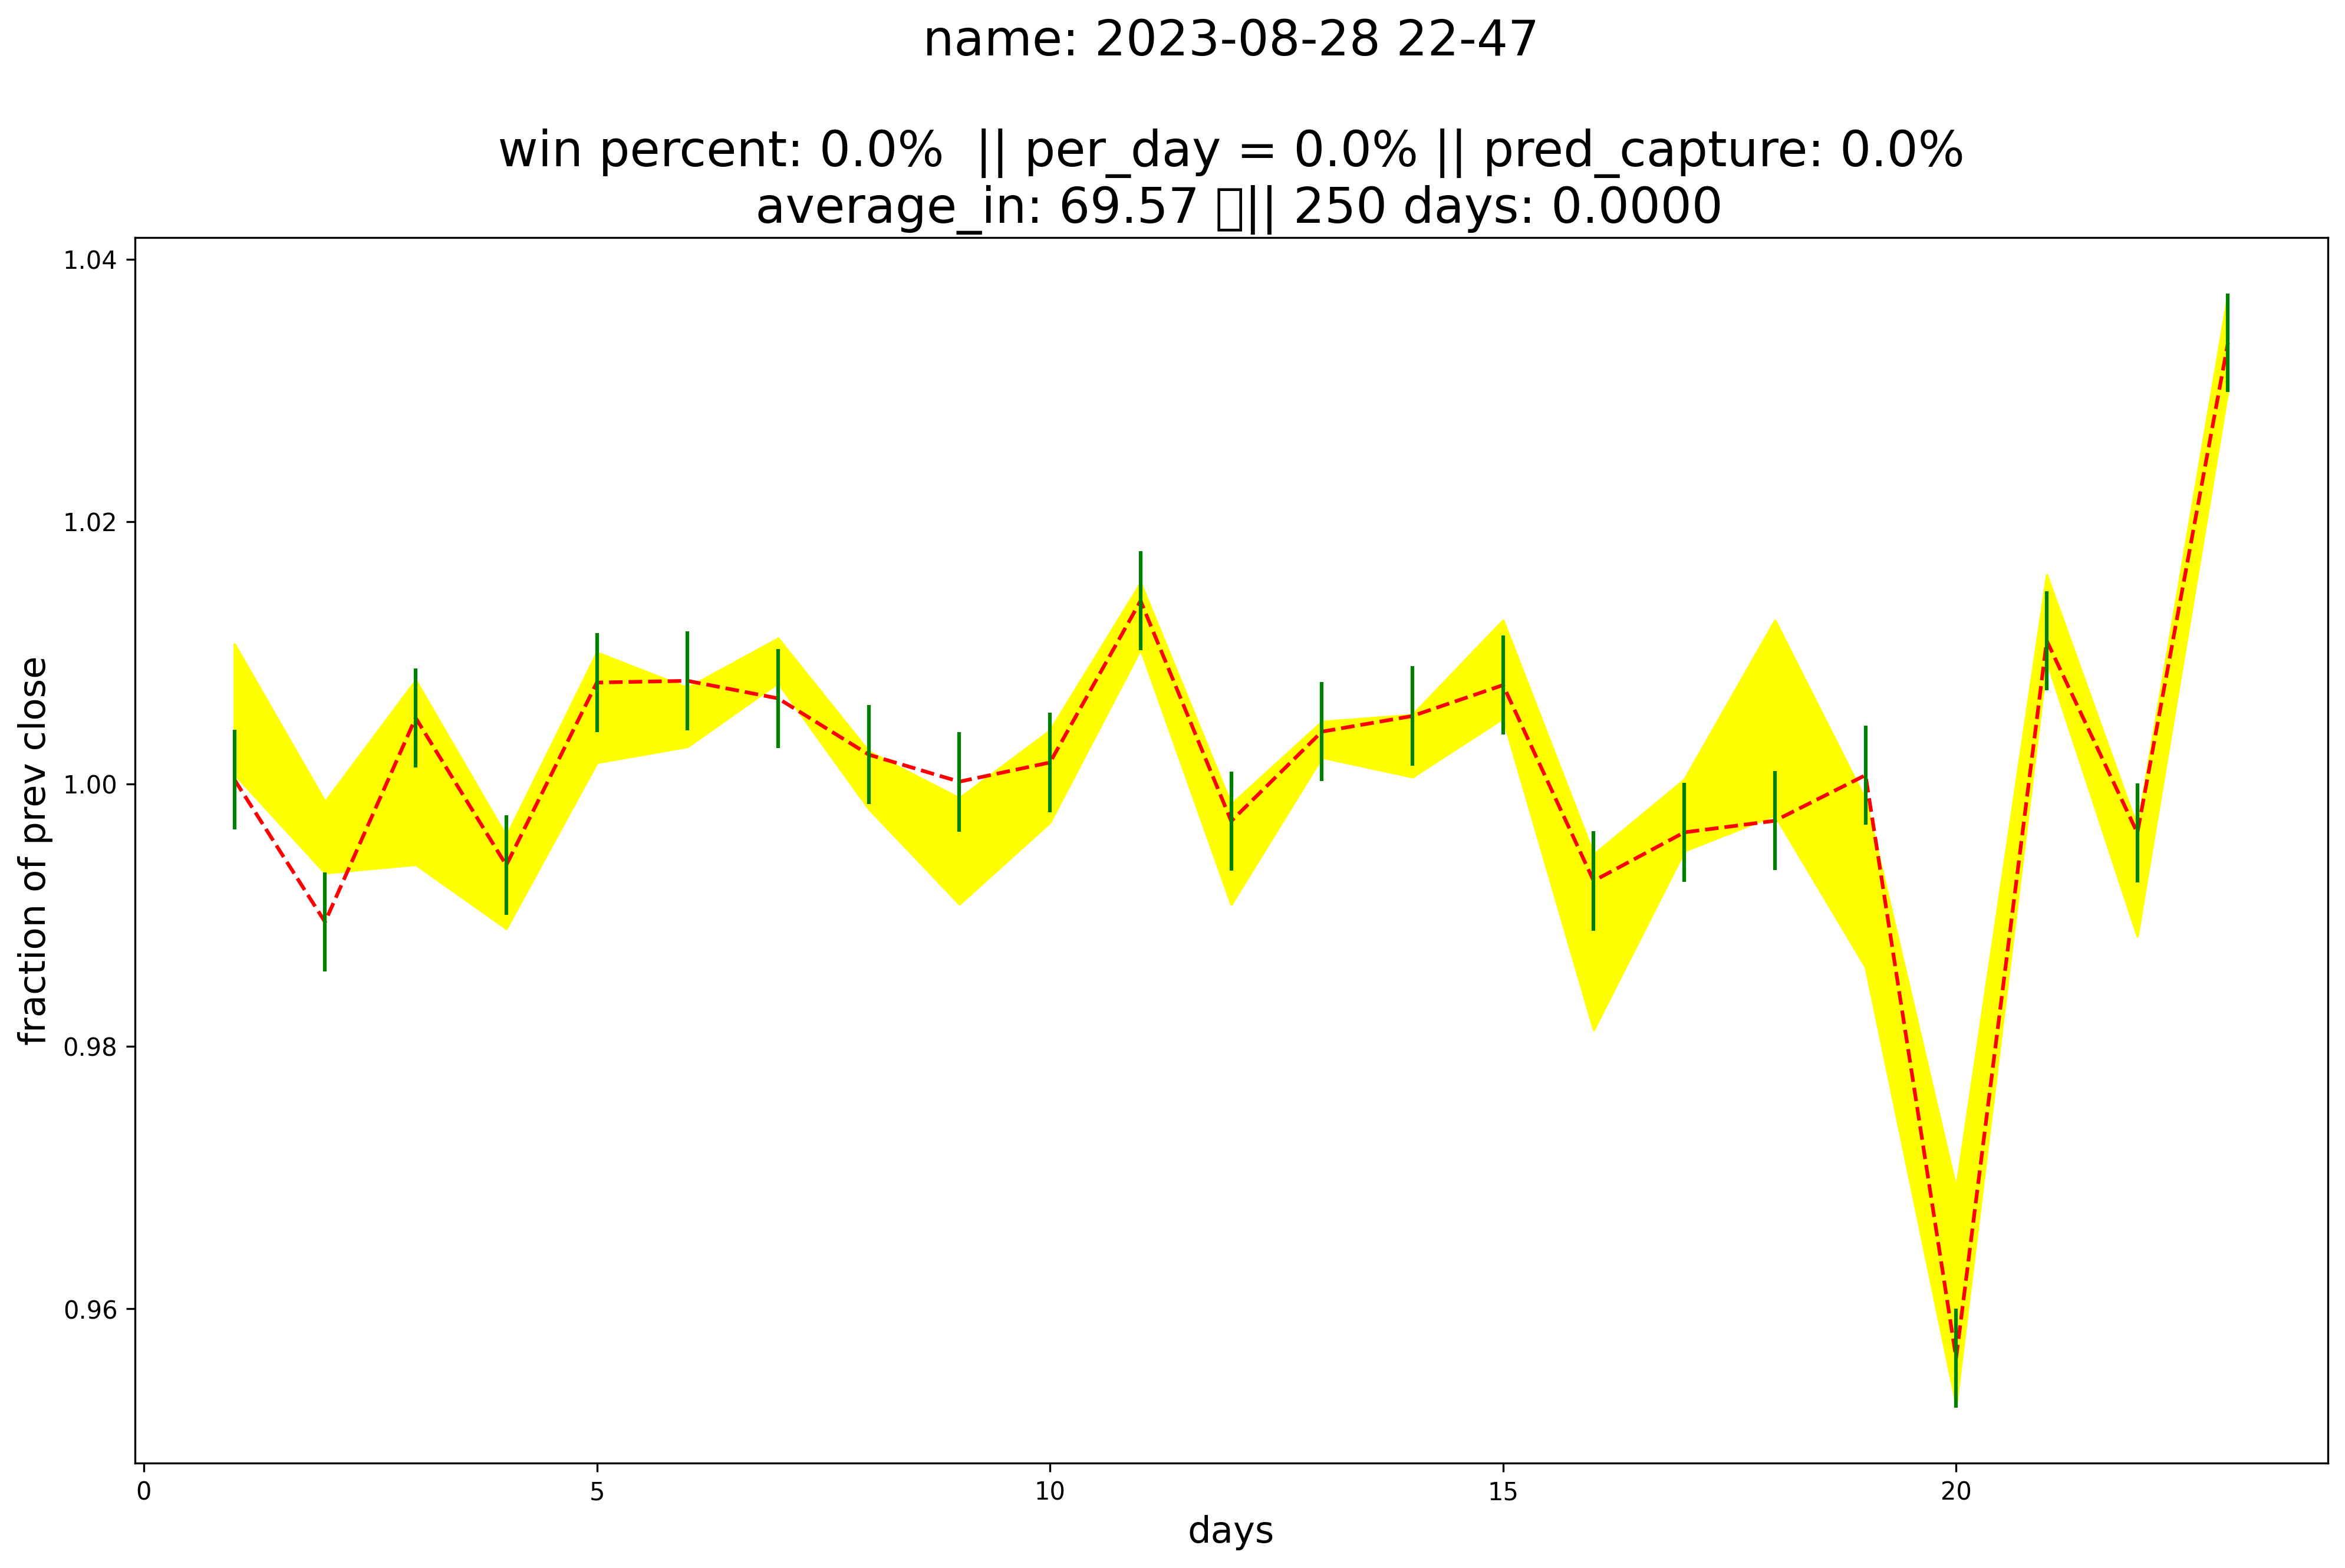 name: 2023-08-28 22-47
win percent: 0.0%  || per_day = 0.0% || pred_capture: 0.0%
average_in: 69.57 || 250 days: 0.0000
1.04
1.02
1.00
0.98
0.96
fraction of prev close
0 5 10 15 20
days